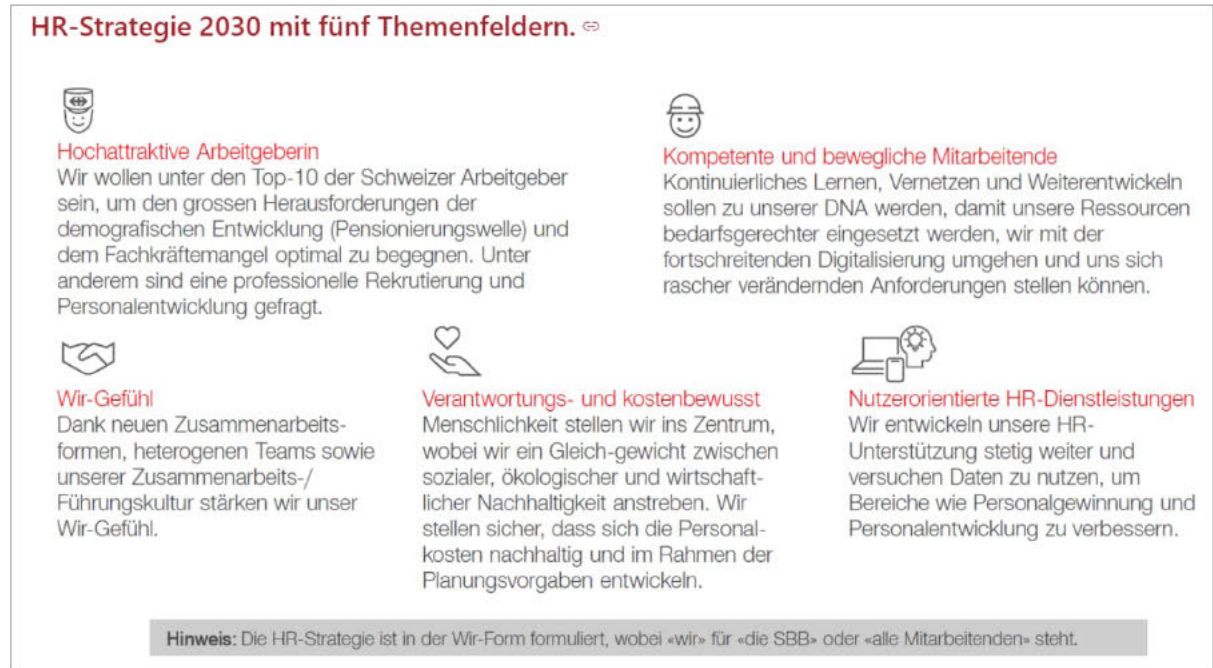 HR-Strategie 2030 mit fünf Themenfeldern.
Hochattraktive Arbeitgeberin
Wir wollen unter den Top-10 der Schweizer Arbeitgeber
sein, um den grossen Herausforderungen der
demografischen Entwicklung (Pensionierungswelle) und
dem Fachkräftemangel optimal zu begegnen. Unter
anderem sind eine professionelle Rekrutierung und
Personalentwicklung gefragt.
Kompetente und bewegliche Mitarbeitende
Kontinuierliches Lernen, Vernetzen und Weiterentwickeln
sollen zu unserer DNA werden, damit unsere Ressourcen
bedarfsgerechter eingesetzt werden, wir mit der
fortschreitenden Digitalisierung umgehen und uns sich
rascher verändernden Anforderungen stellen können.
Wir-Gefühl
Dank neuen Zusammenarbeits-
formen, heterogenen Teams sowie
unserer Zusammenarbeits-/
Führungskultur stärken wir unser
Wir-Gefühl.
Verantwortungs- und kostenbewusst
Menschlichkeit stellen wir ins Zentrum,
wobei wir ein Gleich-gewicht zwischen
sozialer, ökologischer und wirtschaft-
licher Nachhaltigkeit anstreben. Wir
stellen sicher, dass sich die Personal-
kosten nachhaltig und im Rahmen der
Planungsvorgaben entwickeln.
Nutzerorientierte HR-Dienstleistungen
Wir entwickeln unsere HR-
Unterstützung stetig weiter und
versuchen Daten zu nutzen, um
Bereiche wie Personalgewinnung und
Personalentwicklung zu verbessern.
Hinweis: Die HR-Strategie ist in der Wir-Form formuliert, wobei «wir» für «die SBB» oder «alle Mitarbeitenden» steht.